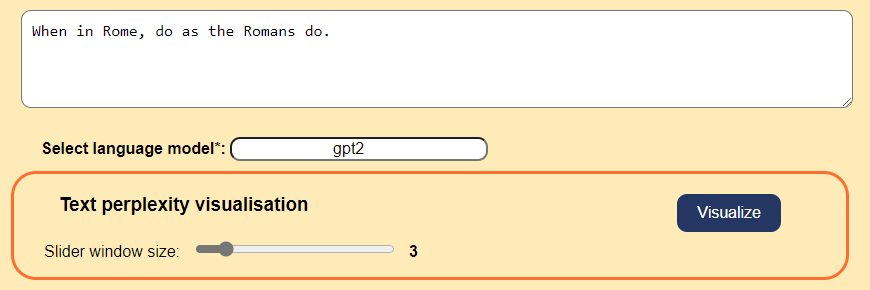 When in Rome, do as the Romans do.
Select language model*: gpt2
Text perplexity visualisation
Visualize
Slider window size: 3